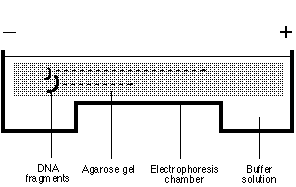 – +
DNA Agarose gel Electrophoresis Buffer
fragments chamber solution